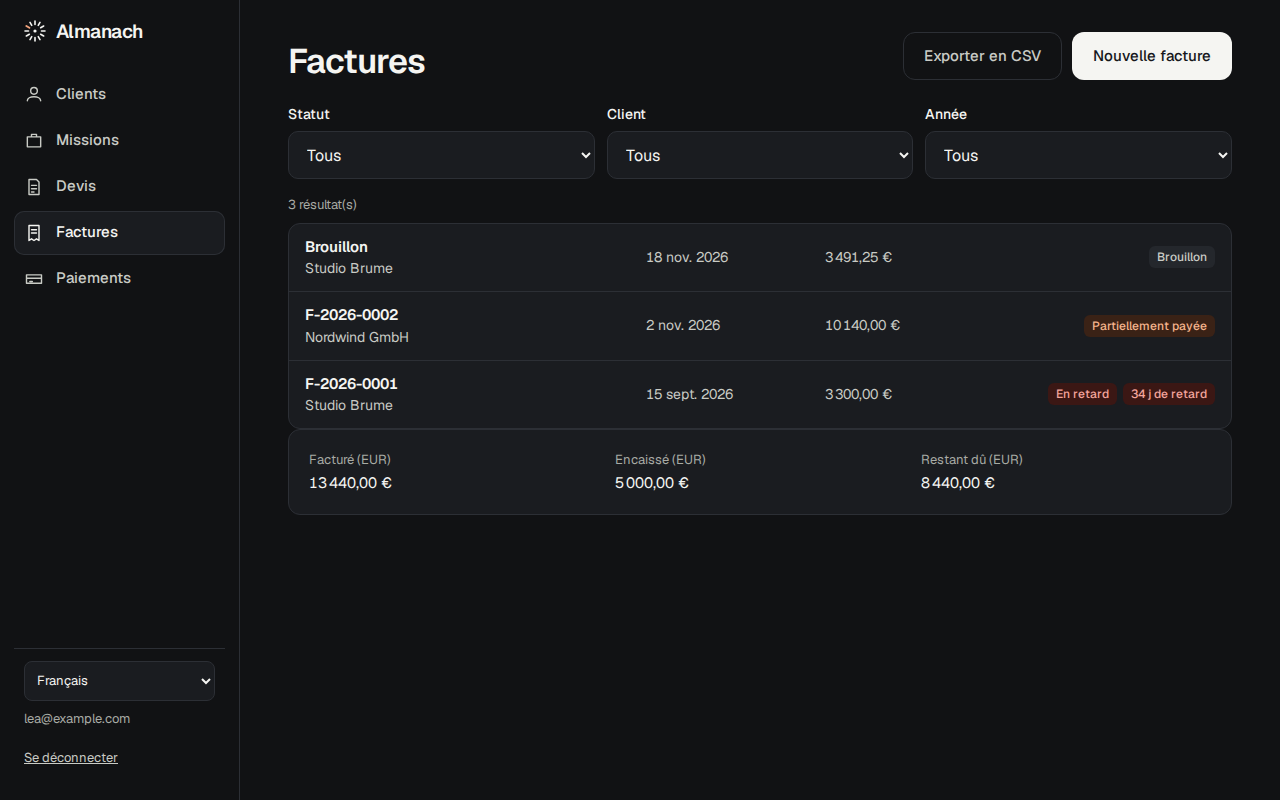 Almanach
Clients
Missions
Devis
Factures
Paiements
Français
lea@example.com
Se déconnecter
Factures
Exporter en CSV
Nouvelle facture
Statut
Client
Année
Tous
Tous
Tous
3 résultat(s)
Brouillon
Studio Brume
18 nov. 2026
3 491,25 €
Brouillon
F-2026-0002
Nordwind GmbH
2 nov. 2026
10 140,00 €
Partiellement payée
F-2026-0001
Studio Brume
15 sept. 2026
3 300,00 €
En retard
34 j de retard
Facturé (EUR)
13 440,00 €
Encaissé (EUR)
5 000,00 €
Restant dû (EUR)
8 440,00 €